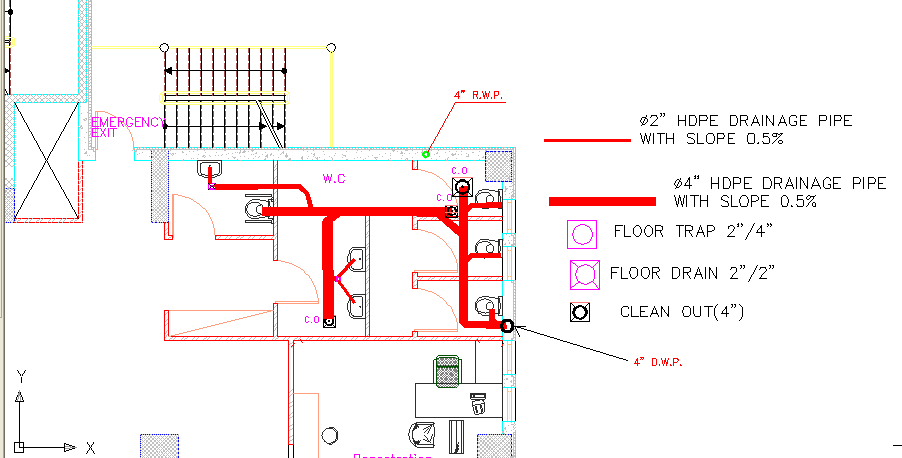 EMERGENCY
EXIT
4" R.W.P.
W.C
C.O
C.O
C.O
ø2" HDPE DRAINAGE PIPE
WITH SLOPE 0.5%
ø4" HDPE DRAINAGE PIPE
WITH SLOPE 0.5%
FLOOR TRAP 2"/4"
FLOOR DRAIN 2"/2"
CLEAN OUT(4")
4" D.W.P.
Y
X